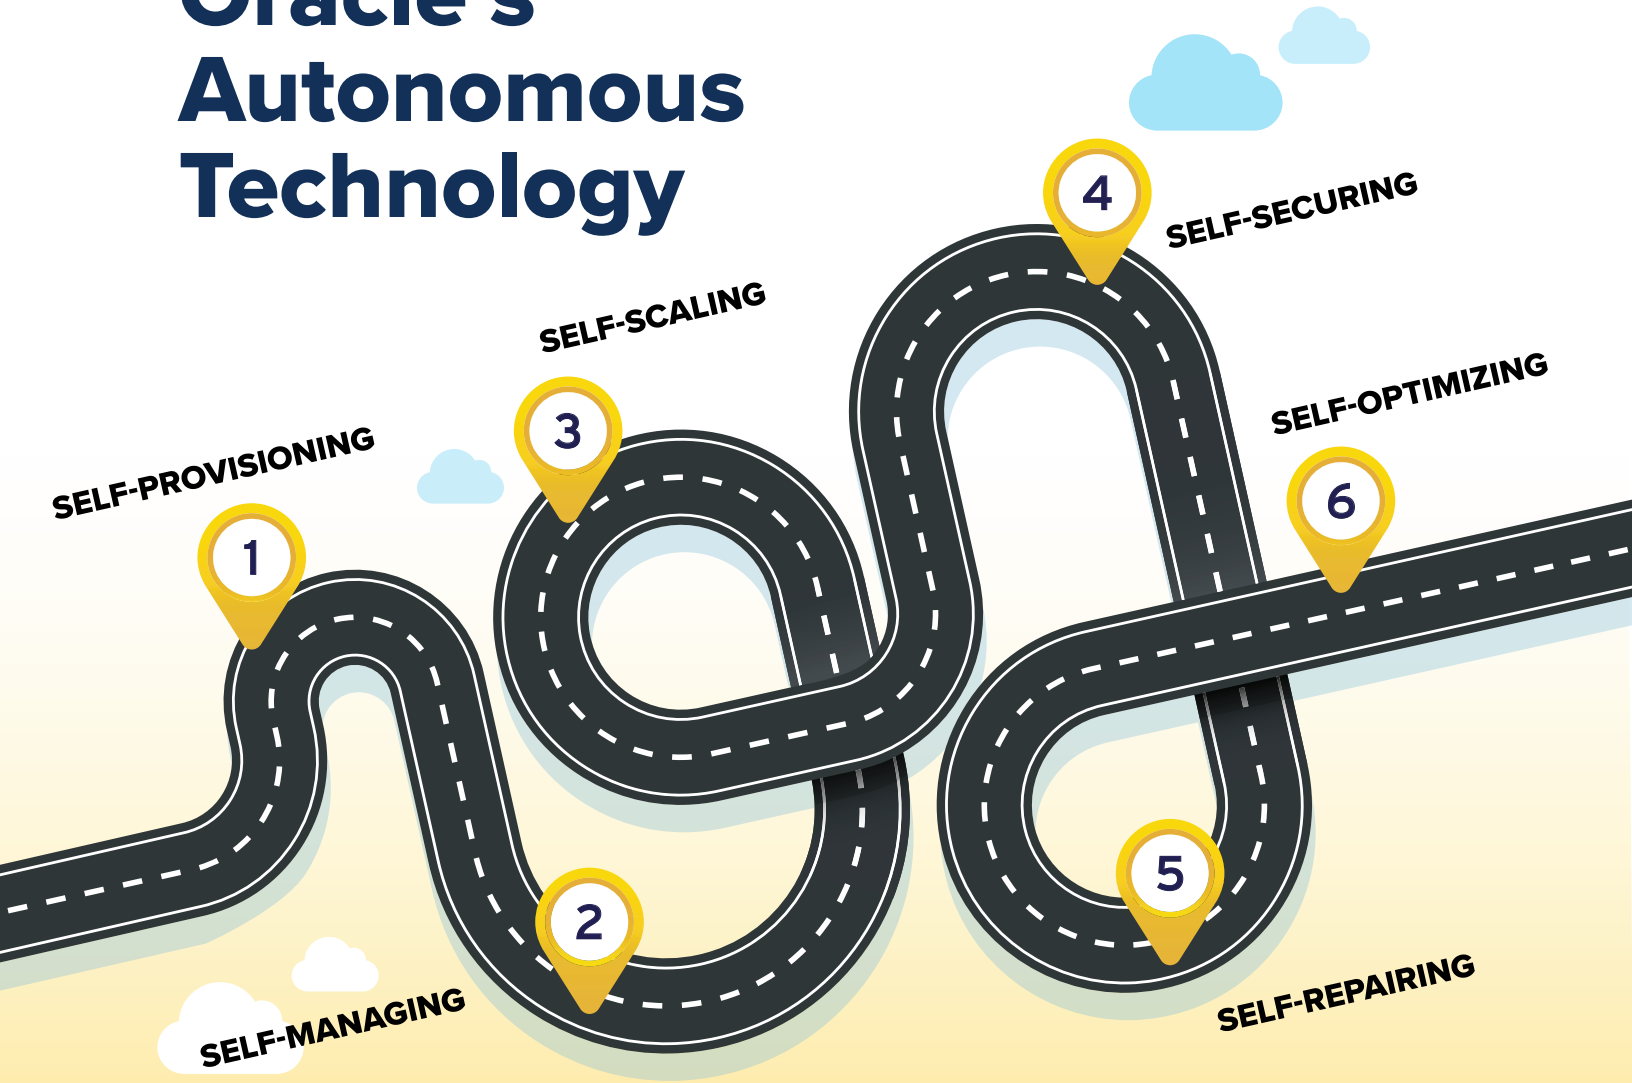 Oracle's
Autonomous
Technology
1
SELF-PROVISIONING
2
SELF-MANAGING
3
SELF-SCALING
4
SELF-SECURING
5
SELF-REPAIRING
6
SELF-OPTIMIZING